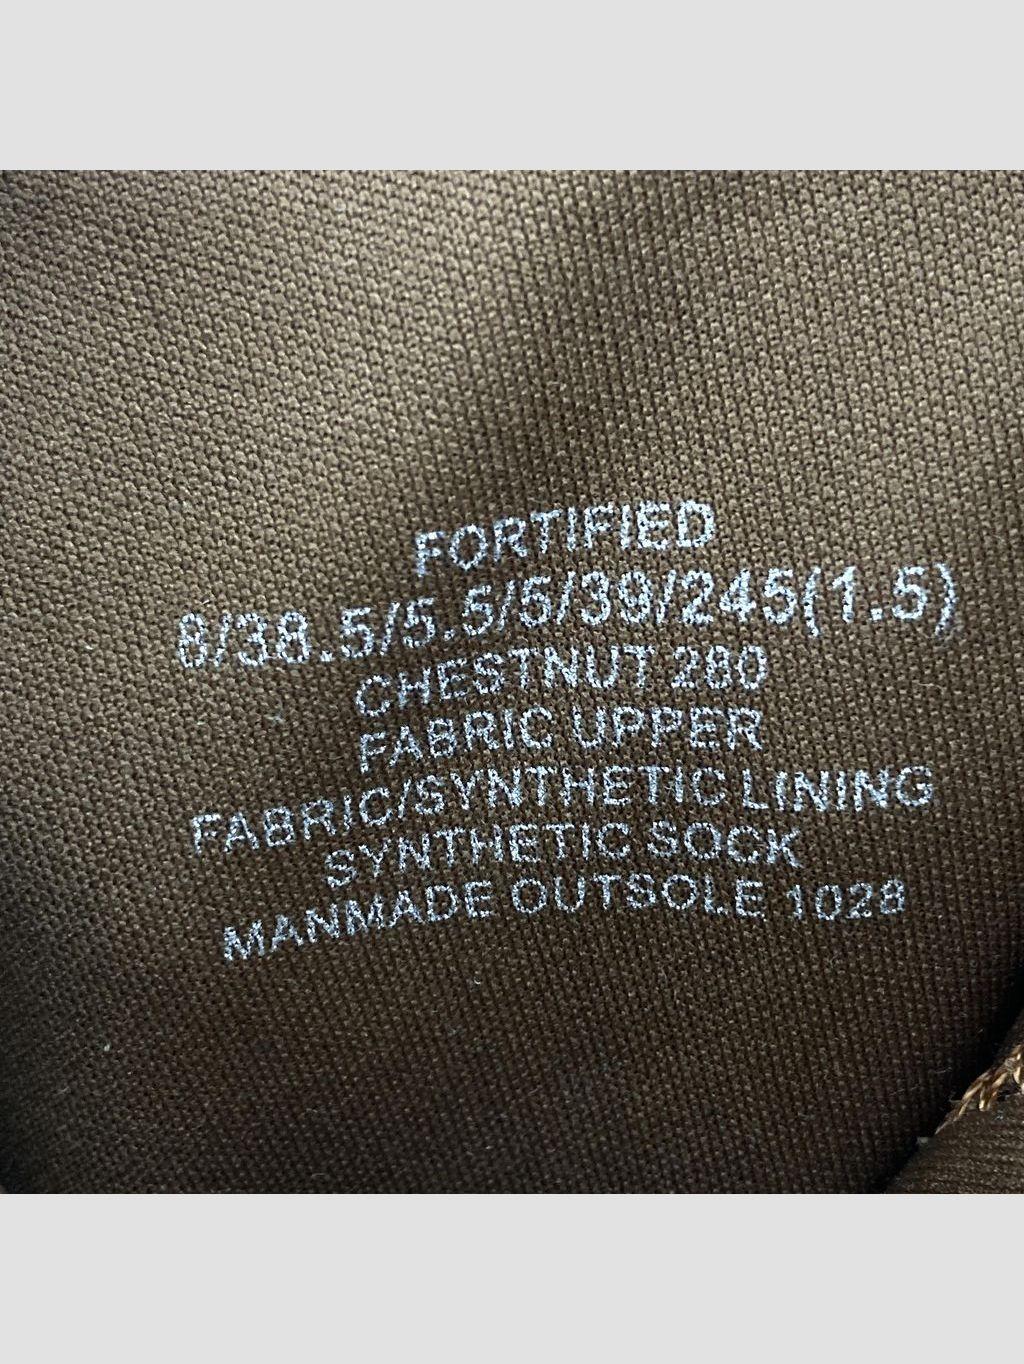 FORTIFIED
8/38.5/5.5/5/39/245(1.5)
CHESTNUT 280
FABRIC UPPER
FABRIC/SYNTHETIC LINING
SYNTHETIC SOCK
MANMADE OUTSOLE 1028